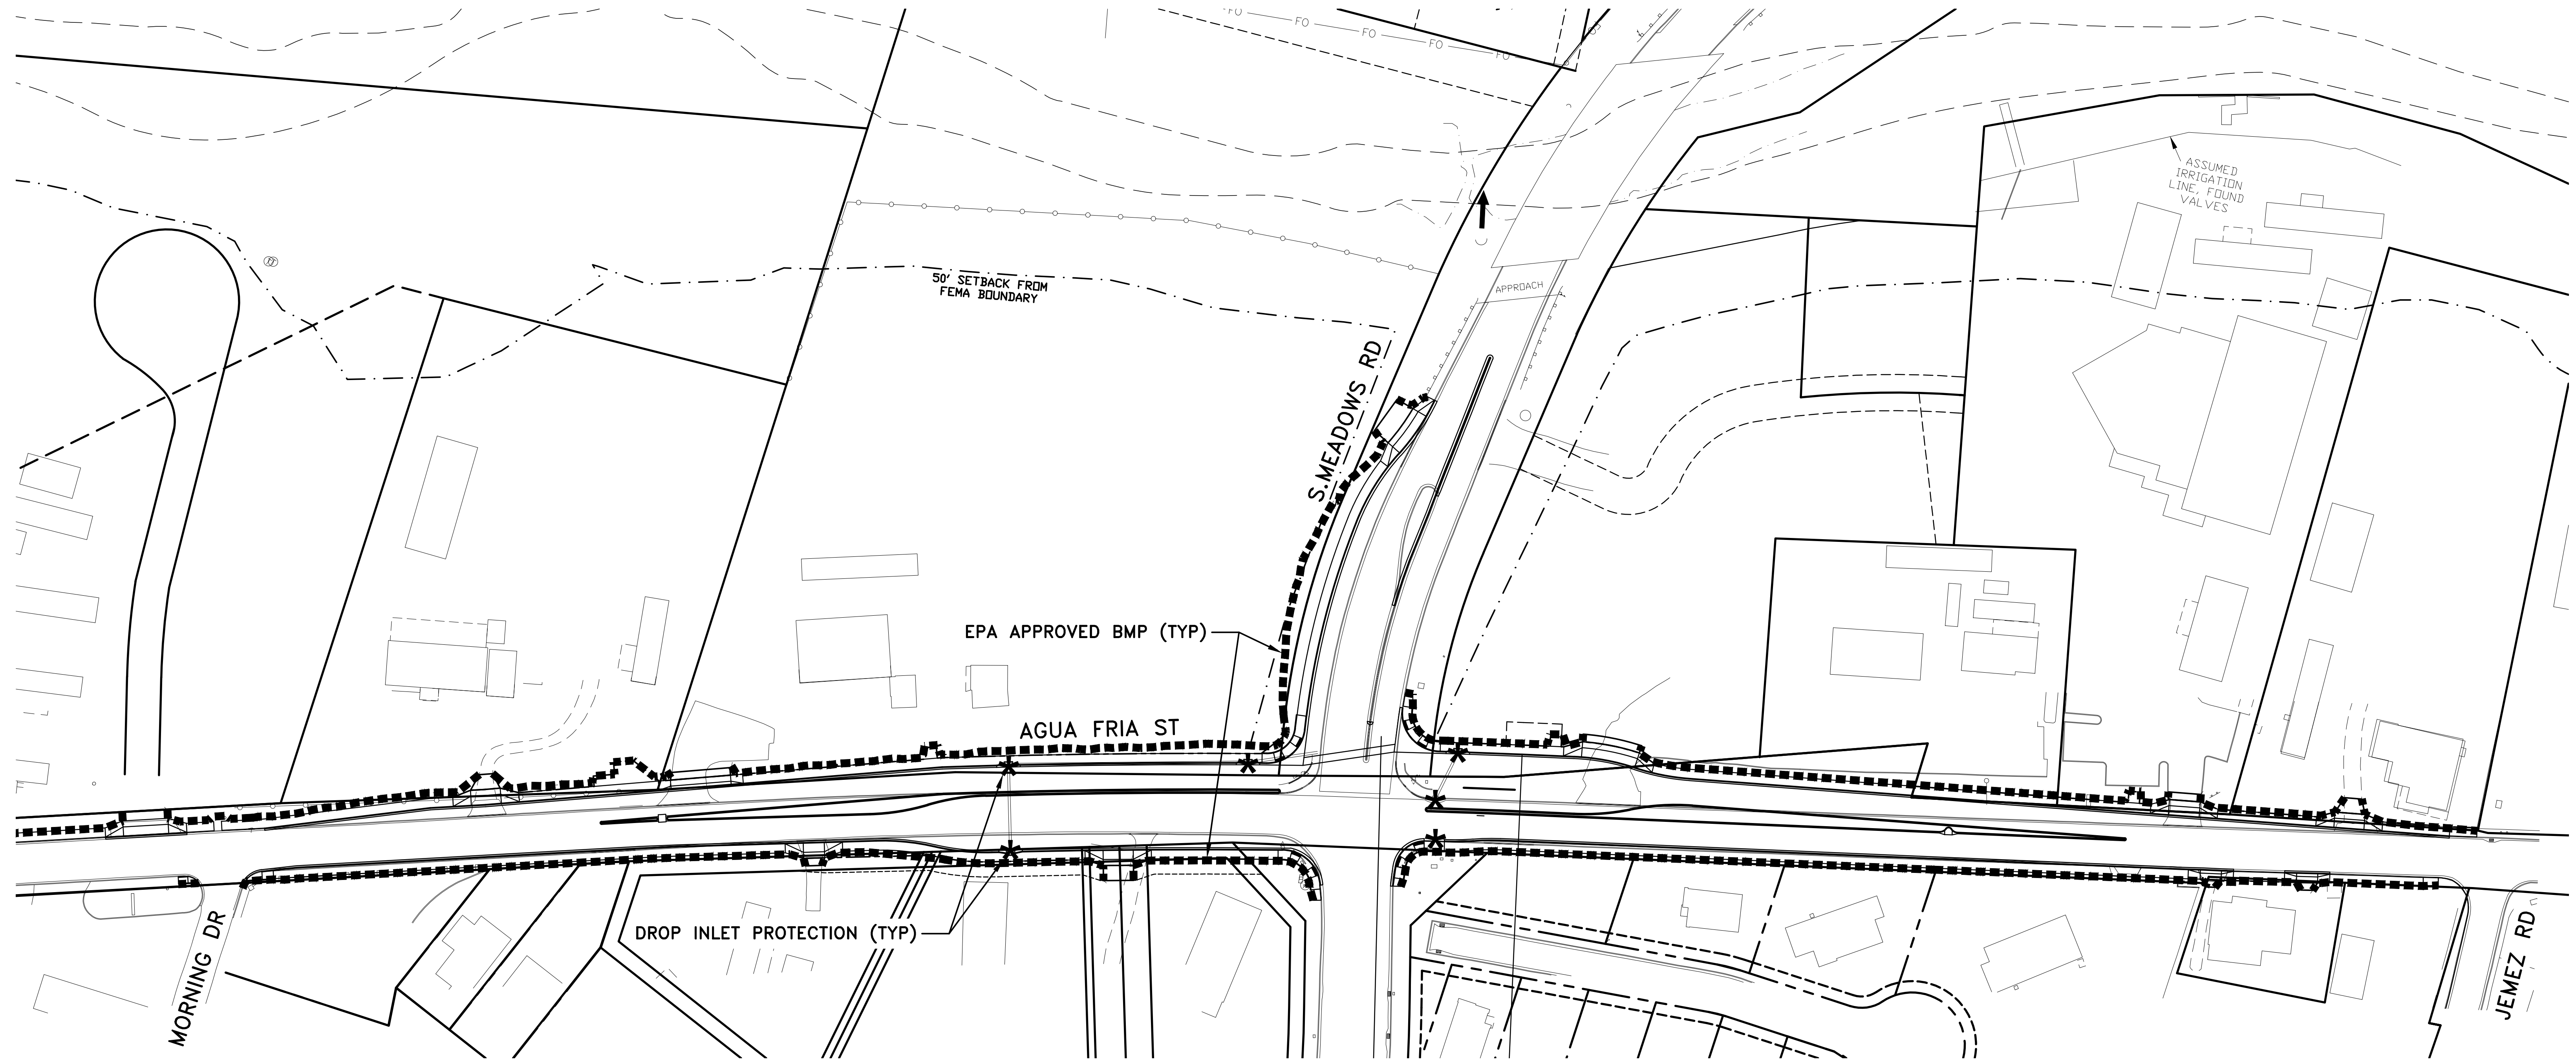 FO
FO
FO
FO
FO
ASSUMED
IRRIGATION
LINE, FOUND
VALVES
50' SETBACK FROM
FEMA BOUNDARY
APPROACH
S.MEADOWS RD
EPA APPROVED BMP (TYP)
AGUA FRIA ST
DROP INLET PROTECTION (TYP)
MORNING DR
JEMEZ RD